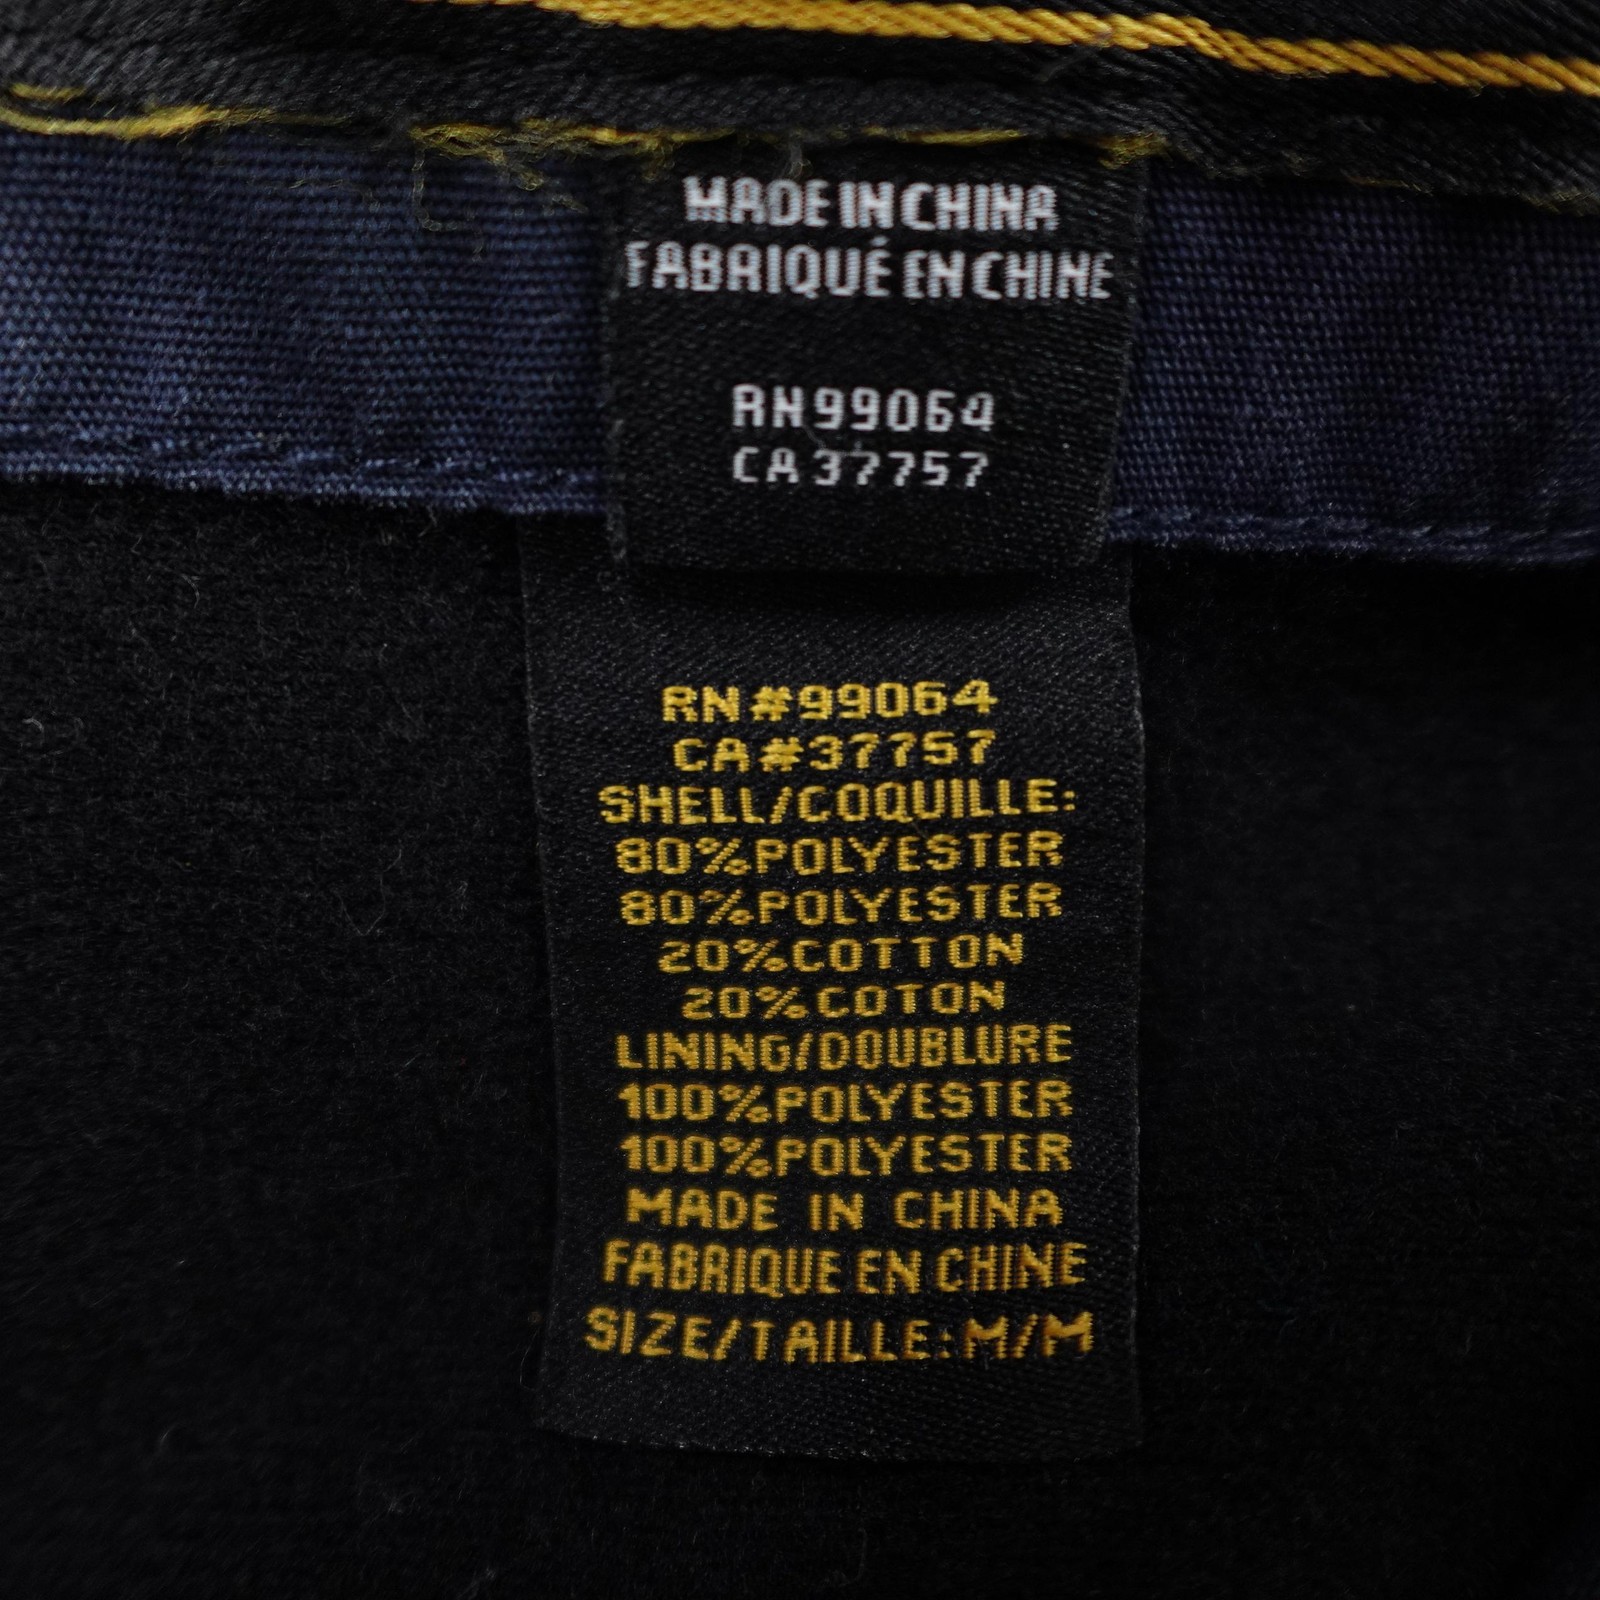 MADE IN CHINA
FABRIQUÉ EN CHINE
RN99064
CA37757
RN#99064
CA#37757
SHELL/COQUILLE:
80%POLYESTER
80%POLYESTER
20%COTTON
20%COTON
LINING/DOUBLURE
100%POLYESTER
100%POLYESTER
MADE IN CHINA
FABRIQUE EN CHINE
SIZE/TAILLE:M/M